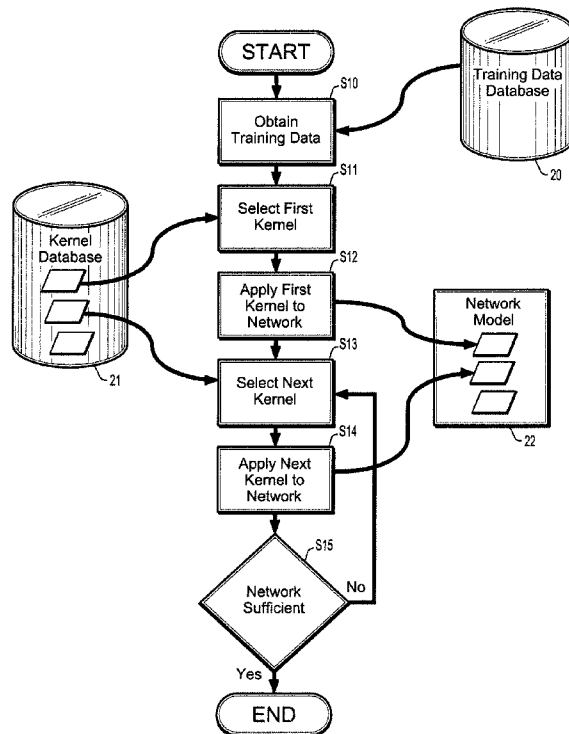 START
Training Data
Database
20
S10
Obtain
Training Data
S11
Select First
Kernel
Kernel
Database
21
S12
Apply First
Kernel to
Network
Network
Model
22
S13
Select Next
Kernel
S14
Apply Next
Kernel to
Network
S15
Network
Sufficient
No
Yes
END